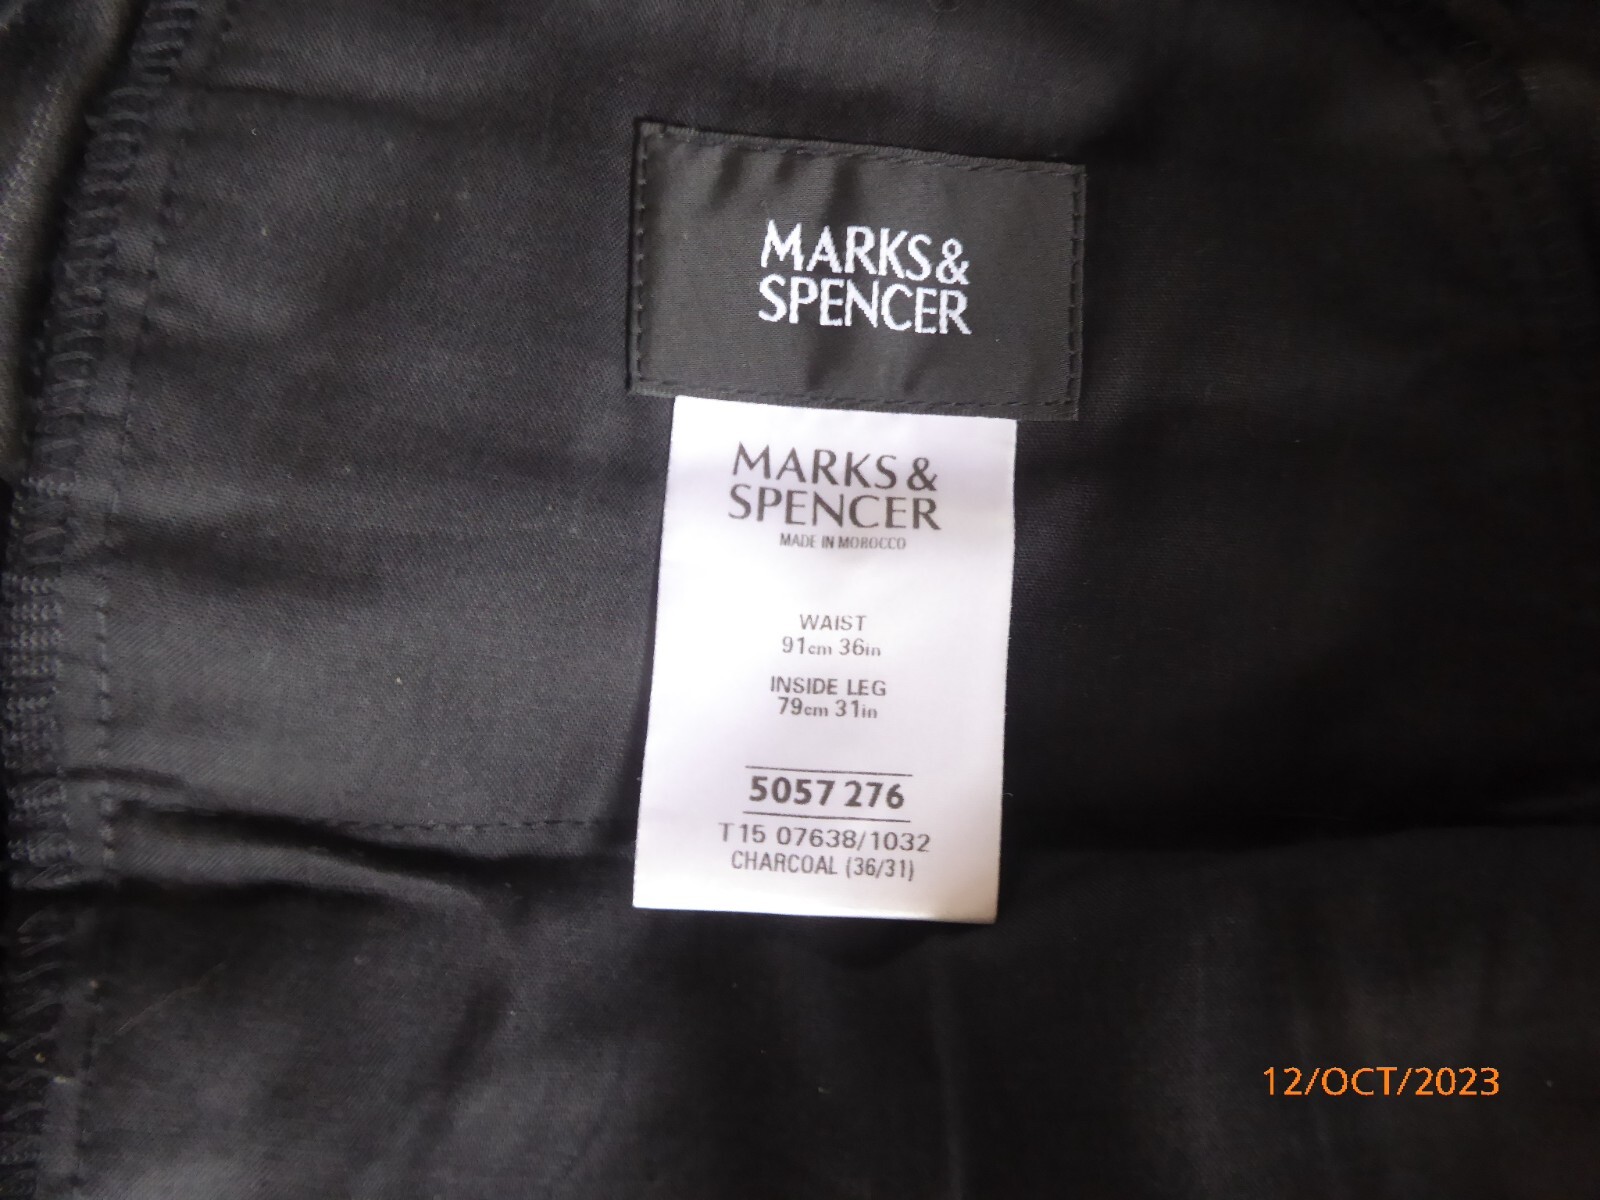 MARKS &
SPENCER
MARKS &
SPENCER
MADE IN MOROCCO
WAIST
91cm 36in
INSIDE LEG
79cm 31in
5057 276
T15 07638/1032
CHARCOAL (36/31)
12/OCT/2023